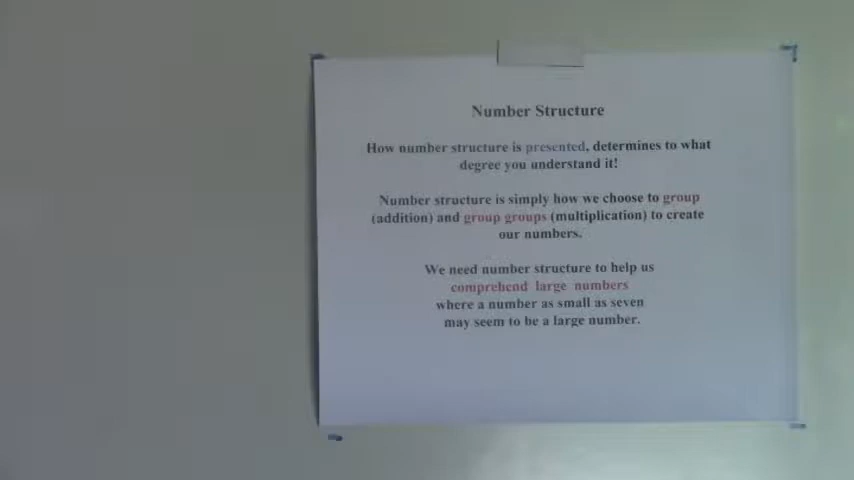 Number Structure
How number structure is presented, determines to what
degree you understand it!
Number structure is simply how we choose to group
(addition) and group groups (multiplication) to create
our numbers.
We need number structure to help us
comprehend large numbers
where a number as small as seven
may seem to be a large number.